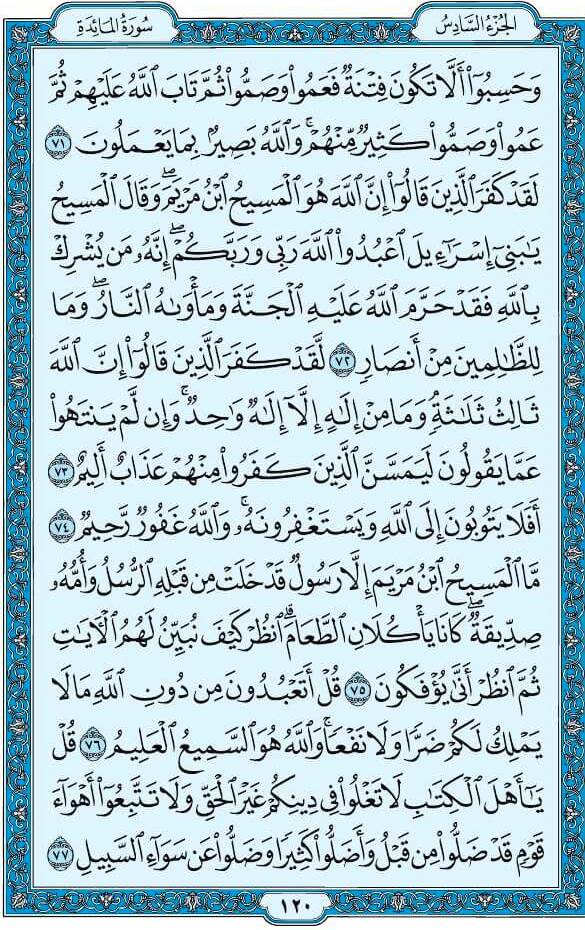 الجُزْءُ السَّادِسُ
سُورَةُ المَائِدَةِ
وَحَسِبُوٓا۟ أَلَّا تَكُونَ فِتْنَةٌ فَعَمُوا۟ وَصَمُّوا۟ ثُمَّ تَابَ ٱللَّهُ عَلَيْهِمْ ثُمَّ
عَمُوا۟ وَصَمُّوا۟ كَثِيرٌ مِّنْهُمْ ۚ وَٱللَّهُ بَصِيرٌۢ بِمَا يَعْمَلُونَ ٧١
لَقَدْ كَفَرَ ٱلَّذِينَ قَالُوٓا۟ إِنَّ ٱللَّهَ هُوَ ٱلْمَسِيحُ ٱبْنُ مَرْيَمَ ۖ وَقَالَ ٱلْمَسِيحُ
يَٰبَنِىٓ إِسْرَٰٓءِيلَ ٱعْبُدُوا۟ ٱللَّهَ رَبِّى وَرَبَّكُمْ ۖ إِنَّهُۥ مَن يُشْرِكْ
بِٱللَّهِ فَقَدْ حَرَّمَ ٱللَّهُ عَلَيْهِ ٱلْجَنَّةَ وَمَأْوَىٰهُ ٱلنَّارُ ۖ وَمَا
لِلظَّٰلِمِينَ مِنْ أَنصَارٍ ٧٢ لَّقَدْ كَفَرَ ٱلَّذِينَ قَالُوٓا۟ إِنَّ ٱللَّهَ
ثَالِثُ ثَلَٰثَةٍ ۘ وَمَا مِنْ إِلَٰهٍ إِلَّآ إِلَٰهٌ وَٰحِدٌ ۚ وَإِن لَّمْ يَنتَهُوا۟
عَمَّا يَقُولُونَ لَيَمَسَّنَّ ٱلَّذِينَ كَفَرُوا۟ مِنْهُمْ عَذَابٌ أَلِيمٌ ٧٣
أَفَلَا يَتُوبُونَ إِلَى ٱللَّهِ وَيَسْتَغْفِرُونَهُۥ ۚ وَٱللَّهُ غَفُورٌ رَّحِيمٌ ٧٤
مَّا ٱلْمَسِيحُ ٱبْنُ مَرْيَمَ إِلَّا رَسُولٌ قَدْ خَلَتْ مِن قَبْلِهِ ٱلرُّسُلُ وَأُمُّهُۥ
صِدِّيقَةٌ ۖ كَانَا يَأْكُلَانِ ٱلطَّعَامَ ۗ ٱنظُرْ كَيْفَ نُبَيِّنُ لَهُمُ ٱلْءَايَٰتِ
ثُمَّ ٱنظُرْ أَنَّىٰ يُؤْفَكُونَ ٧٥ قُلْ أَتَعْبُدُونَ مِن دُونِ ٱللَّهِ مَا لَا
يَمْلِكُ لَكُمْ ضَرًّا وَلَا نَفْعًا ۚ وَٱللَّهُ هُوَ ٱلسَّمِيعُ ٱلْعَلِيمُ ٧٦ قُلْ
يَٰٓأَهْلَ ٱلْكِتَٰبِ لَا تَغْلُوا۟ فِى دِينِكُمْ غَيْرَ ٱلْحَقِّ وَلَا تَتَّبِعُوٓا۟ أَهْوَآءَ
قَوْمٍ قَدْ ضَلُّوا۟ مِن قَبْلُ وَأَضَلُّوا۟ كَثِيرًا وَضَلُّوا۟ عَن سَوَآءِ ٱلسَّبِيلِ ٧٧
١٢٠